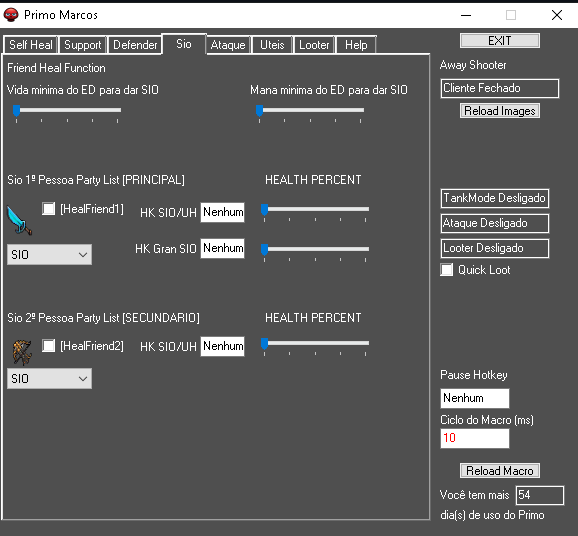 Primo Marcos
Self Heal Support Defender Sio Ataque Uteis Looter Help
EXIT
Friend Heal Function
Away Shooter
Vida minima do ED para dar SIO
Mana minima do ED para dar SIO
Cliente Fechado
Reload Images
Sio 1º Pessoa Party List [PRINCIPAL]
HEALTH PERCENT
[HealFriend1]
HK SIO/UH
Nenhum
TankMode Desligado
Ataque Desligado
SIO
HK Gran SIO
Nenhum
Looter Desligado
Quick Loot
Sio 2º Pessoa Party List [SECUNDARIO]
HEALTH PERCENT
[HealFriend2]
HK SIO/UH
Nenhum
SIO
Pause Hotkey
Nenhum
Ciclo do Macro (ms)
10
Reload Macro
Você tem mais 54
dia(s) de uso do Primo